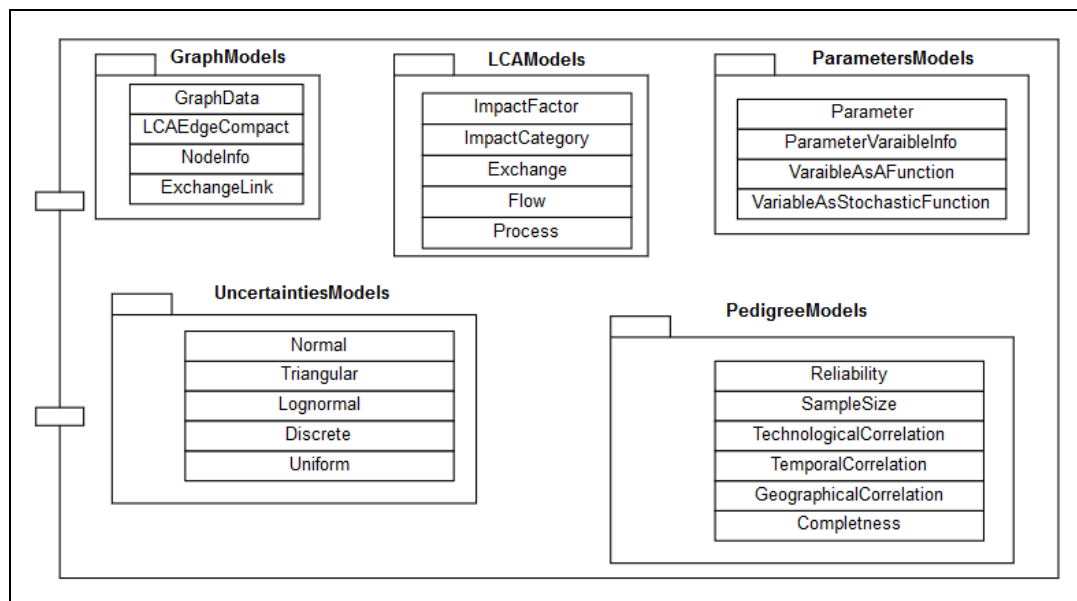 GraphModels
GraphData
LCAEdgeCompact
NodeInfo
ExchangeLink
LCAModels
ImpactFactor
ImpactCategory
Exchange
Flow
Process
ParametersModels
Parameter
ParameterVaraibleInfo
VaraibleAsAFunction
VariableAsStochasticFunction
UncertaintiesModels
Normal
Triangular
Lognormal
Discrete
Uniform
PedigreeModels
Reliability
SampleSize
TechnologicalCorrelation
TemporalCorrelation
GeographicalCorrelation
Completness